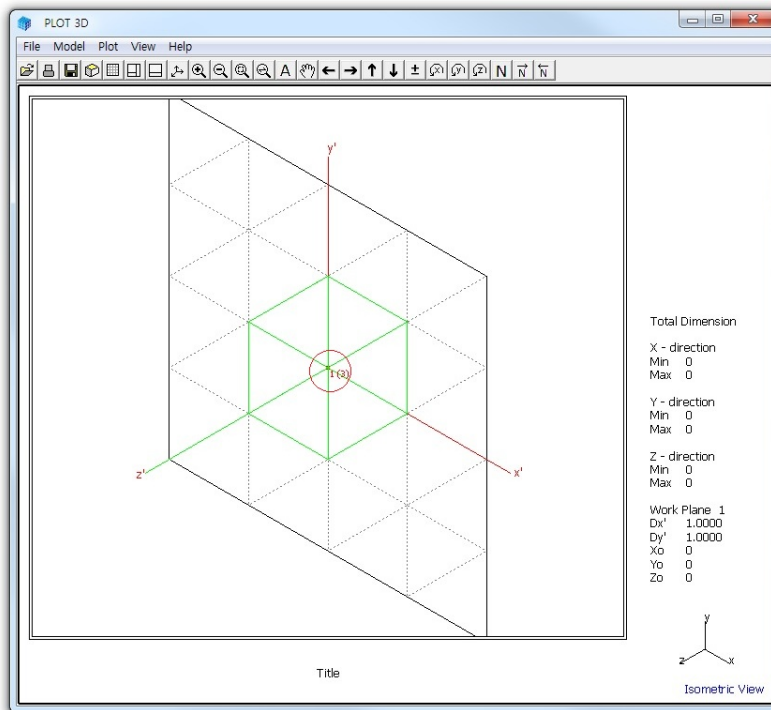 PLOT 3D
File Model Plot View Help
A x y z N N N
y'
1 (3)
z'
x'
Total Dimension
X - direction
Min 0
Max 0
Y - direction
Min 0
Max 0
Z - direction
Min 0
Max 0
Work Plane 1
Dx' 1.0000
Dy' 1.0000
Xo 0
Yo 0
Zo 0
y
z x
Title
Isometric View